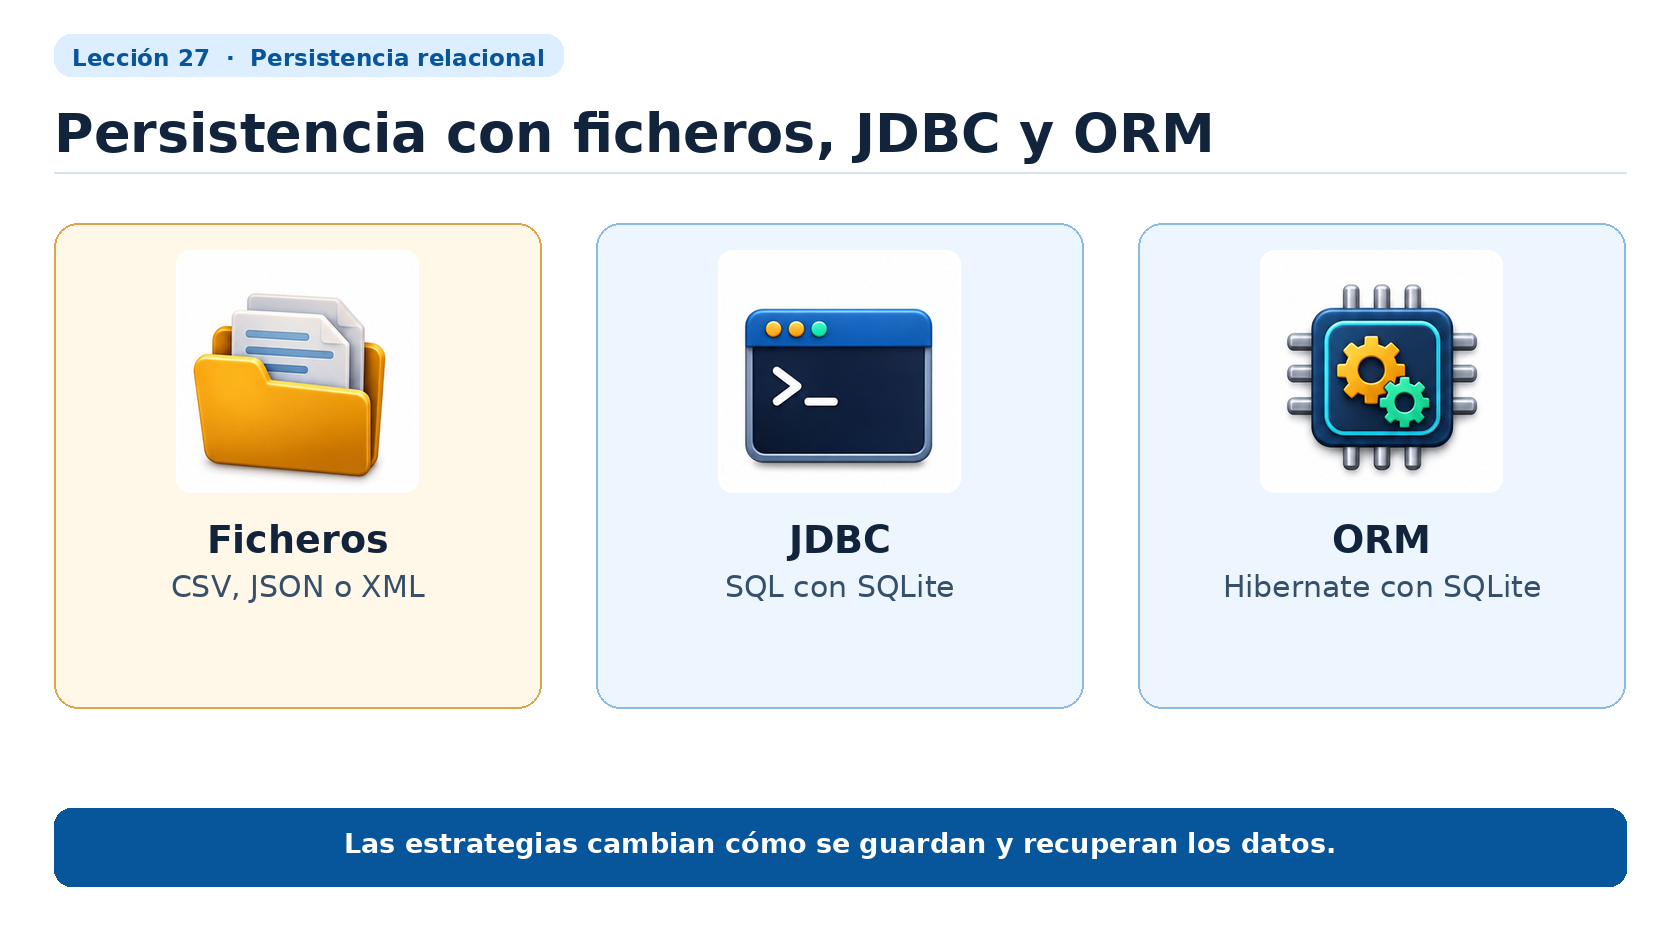 Lección 27 · Persistencia relacional
Persistencia con ficheros, JDBC y ORM
Ficheros
CSV, JSON o XML
JDBC
SQL con SQLite
ORM
Hibernate con SQLite
Las estrategias cambian cómo se guardan y recuperan los datos.